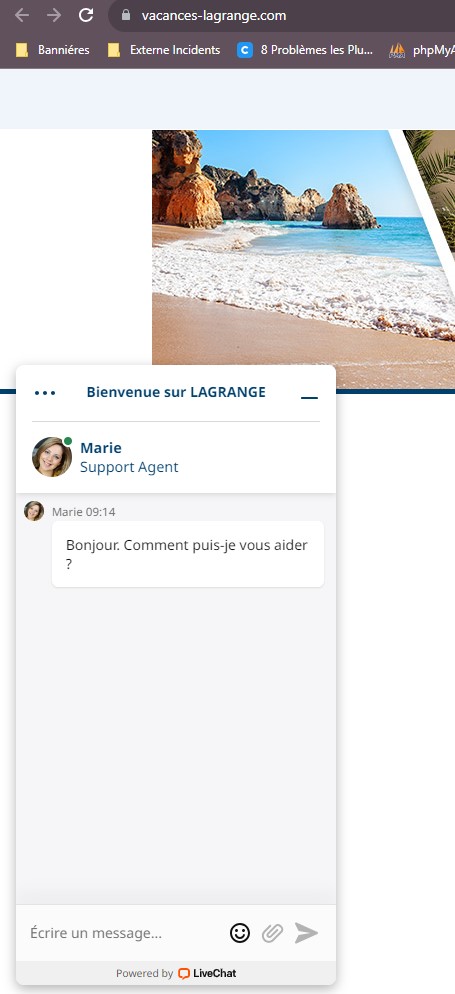 vacances-lagrange.com
Banniéres
Externe Incidents
C
8 Problèmes les Plu...
Bienvenue sur LAGRANGE
Marie
Support Agent
Marie 09:14
Bonjour. Comment puis-je vous aider
?
Écrire un message...
Powered by LiveChat